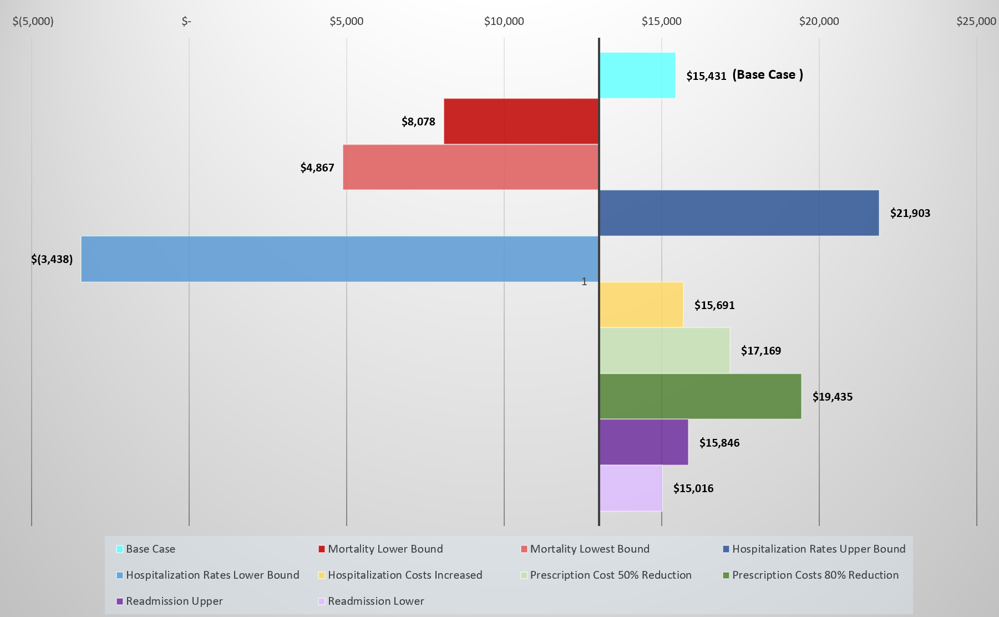 $(5,000) $- $5,000 $10,000 $15,000 $20,000 $25,000
$15,431 (Base Case )
$8,078
$4,867
$21,903
$(3,438)
1
$15,691
$17,169
$19,435
$15,846
$15,016
Base Case Mortality Lower Bound Mortality Lowest Bound Hospitalization Rates Upper Bound
Hospitalization Rates Lower Bound Hospitalization Costs Increased Prescription Cost 50% Reduction Prescription Costs 80% Reduction
Readmission Upper Readmission Lower